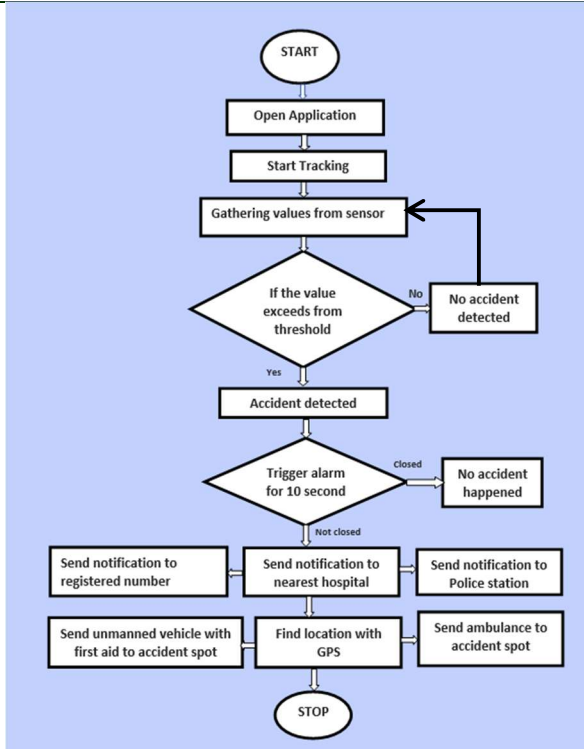 START
Open Application
Start Tracking
Gathering values from sensor
If the value
exceeds from
threshold
No
No accident
detected
Yes
Accident detected
Trigger alarm
for 10 second
Closed
No accident
happened
Not closed
Send notification to
registered number
Send notification to
nearest hospital
Send notification to
Police station
Send unmanned vehicle with
first aid to accident spot
Find location with
GPS
Send ambulance to
accident spot
STOP